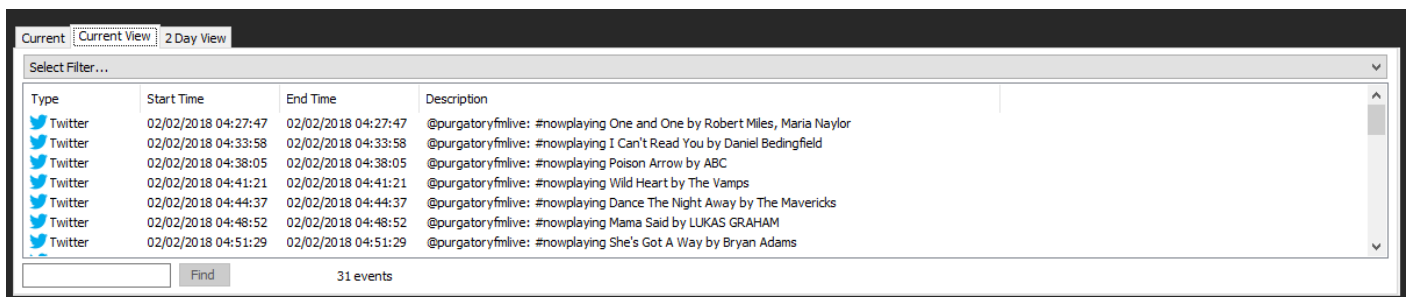 Current Current View 2 Day View
Select Filter...
Type Start Time End Time Description
Twitter 02/02/2018 04:27:47 02/02/2018 04:27:47 @purgatoryfmlive: #nowplaying One and One by Robert Miles, Maria Naylor
Twitter 02/02/2018 04:33:58 02/02/2018 04:33:58 @purgatoryfmlive: #nowplaying I Can't Read You by Daniel Bedingfield
Twitter 02/02/2018 04:38:05 02/02/2018 04:38:05 @purgatoryfmlive: #nowplaying Poison Arrow by ABC
Twitter 02/02/2018 04:41:21 02/02/2018 04:41:21 @purgatoryfmlive: #nowplaying Wild Heart by The Vamps
Twitter 02/02/2018 04:44:37 02/02/2018 04:44:37 @purgatoryfmlive: #nowplaying Dance The Night Away by The Mavericks
Twitter 02/02/2018 04:48:52 02/02/2018 04:48:52 @purgatoryfmlive: #nowplaying Mama Said by LUKAS GRAHAM
Twitter 02/02/2018 04:51:29 02/02/2018 04:51:29 @purgatoryfmlive: #nowplaying She's Got A Way by Bryan Adams
Find 31 events